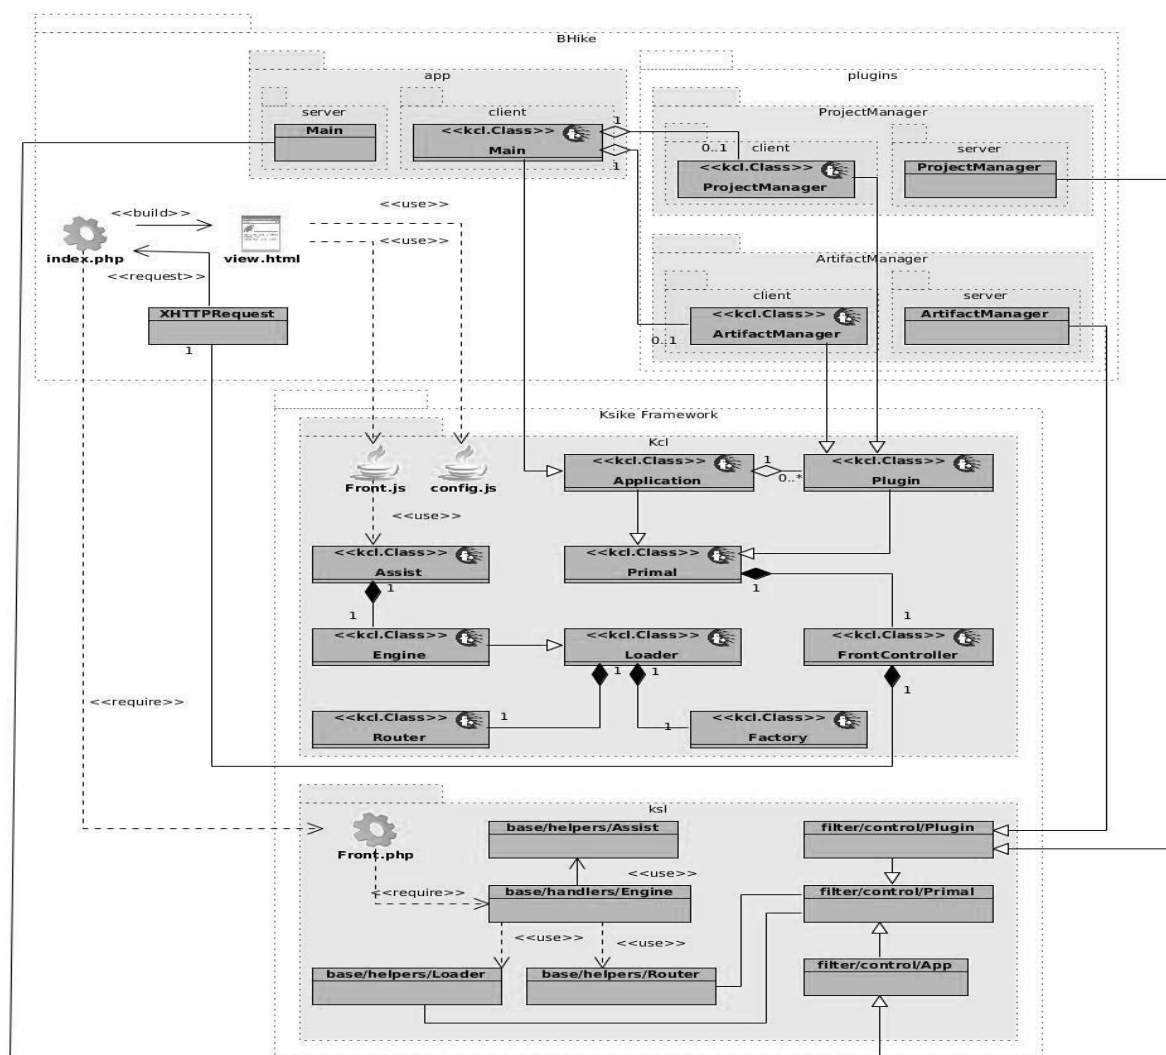 BHike
app
plugins
server
client
ProjectManager
Main
<<kcl.Class>>
Main
1
1
0..1
client
server
<<kcl.Class>>
ProjectManager
ProjectManager
<<build>>
<<use>>
<<use>>
index.php
view.html
<<request>>
ArtifactManager
client
server
XHTTPRequest
1
<<kcl.Class>>
ArtifactManager
ArtifactManager
0..1
Ksike Framework
Kcl
Front.js
config.js
<<kcl.Class>>
Application
1
0..*
<<kcl.Class>>
Plugin
<<use>>
<<kcl.Class>>
Assist
<<kcl.Class>>
Primal
1
1
1
1
<<kcl.Class>>
Engine
<<kcl.Class>>
Loader
<<kcl.Class>>
FrontController
1
1
1
<<require>>
<<kcl.Class>>
Router
1
1
<<kcl.Class>>
Factory
ksl
Front.php
base/helpers/Assist
filter/control/Plugin
<<use>>
<<require>>
base/handlers/Engine
filter/control/Primal
<<use>>
<<use>>
base/helpers/Loader
base/helpers/Router
filter/control/App